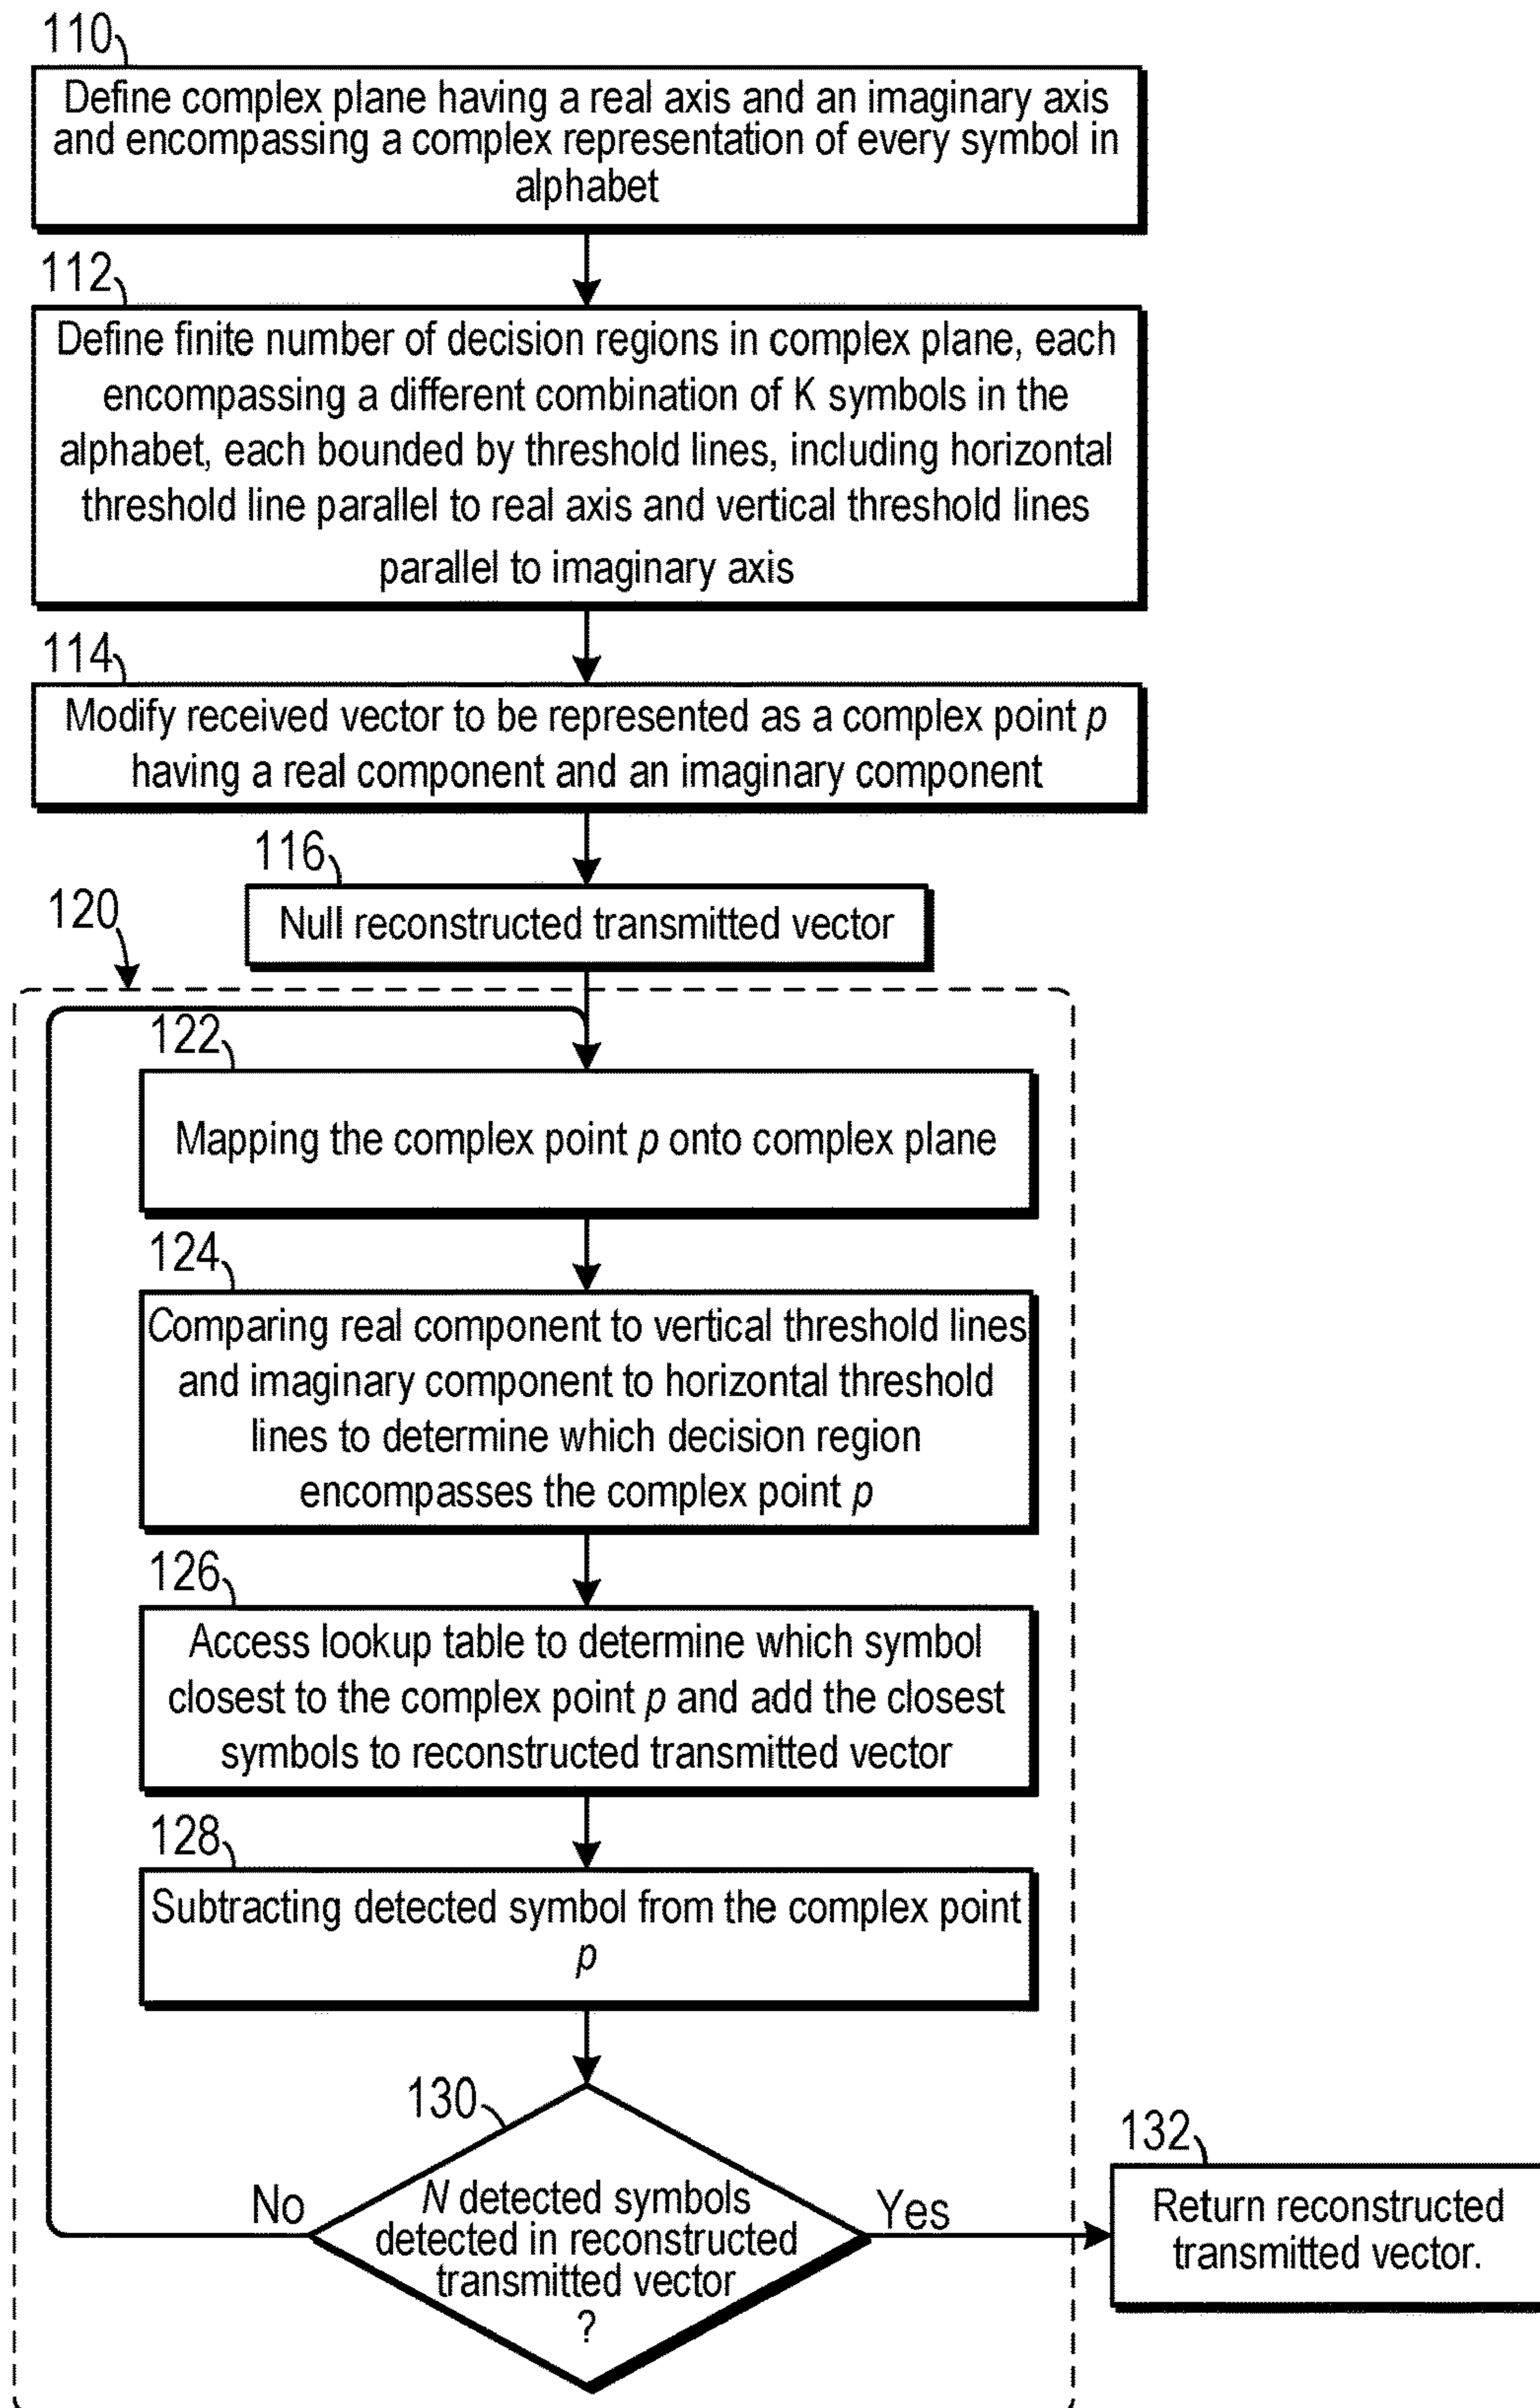 110
Define complex plane having a real axis and an imaginary axis
and encompassing a complex representation of every symbol in
alphabet
112
Define finite number of decision regions in complex plane, each
encompassing a different combination of K symbols in the
alphabet, each bounded by threshold lines, including horizontal
threshold line parallel to real axis and vertical threshold lines
parallel to imaginary axis
114
Modify received vector to be represented as a complex point p
having a real component and an imaginary component
116
Null reconstructed transmitted vector
120
122
Mapping the complex point p onto complex plane
124
Comparing real component to vertical threshold lines
and imaginary component to horizontal threshold
lines to determine which decision region
encompasses the complex point p
126
Access lookup table to determine which symbol
closest to the complex point p and add the closest
symbols to reconstructed transmitted vector
128
Subtracting detected symbol from the complex point
p
130
N detected symbols
detected in reconstructed
transmitted vector
?
No
Yes
132
Return reconstructed
transmitted vector.